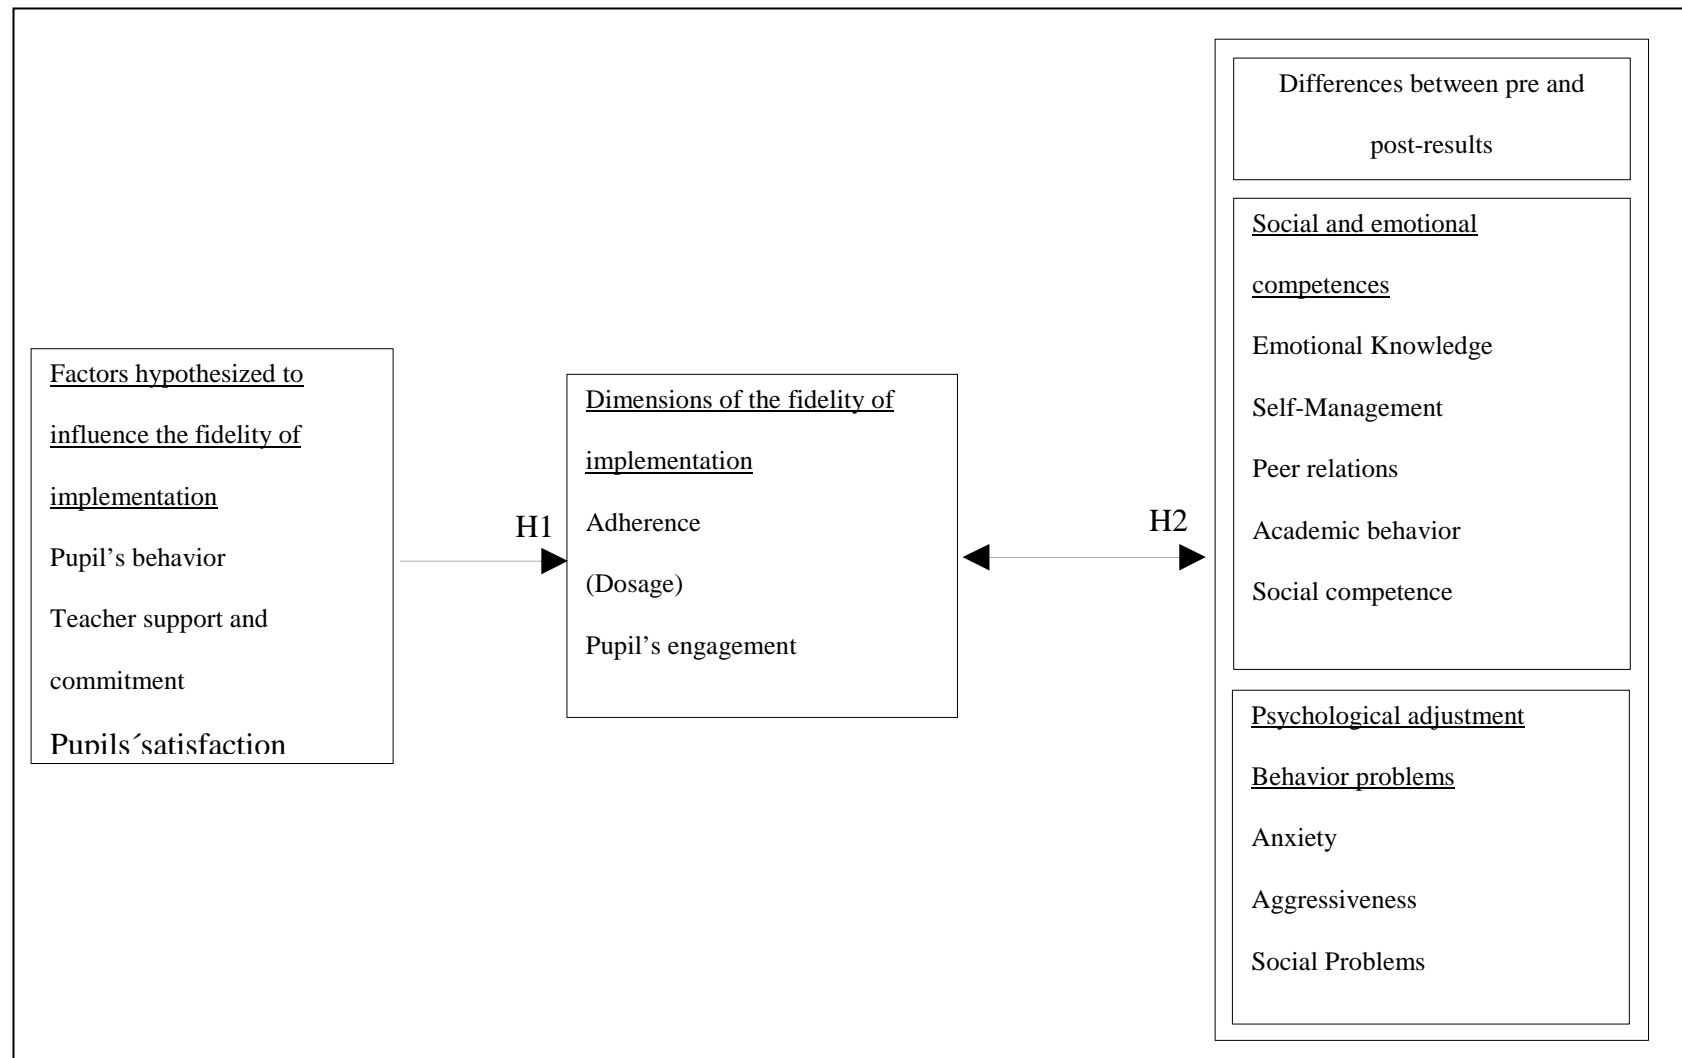 Factors hypothesized to
influence the fidelity of
implementation
Pupil’s behavior
Teacher support and
commitment
Pupils´satisfaction
H1
Dimensions of the fidelity of
implementation
Adherence
(Dosage)
Pupil’s engagement
H2
Differences between pre and
post-results
Social and emotional
competences
Emotional Knowledge
Self-Management
Peer relations
Academic behavior
Social competence
Psychological adjustment
Behavior problems
Anxiety
Aggressiveness
Social Problems